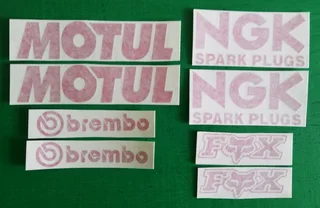 MOTUL
MOTUL
brembo
brembo
NGK
SPARK PLUGS
NGK
SPARK PLUGS
FOX
FOX